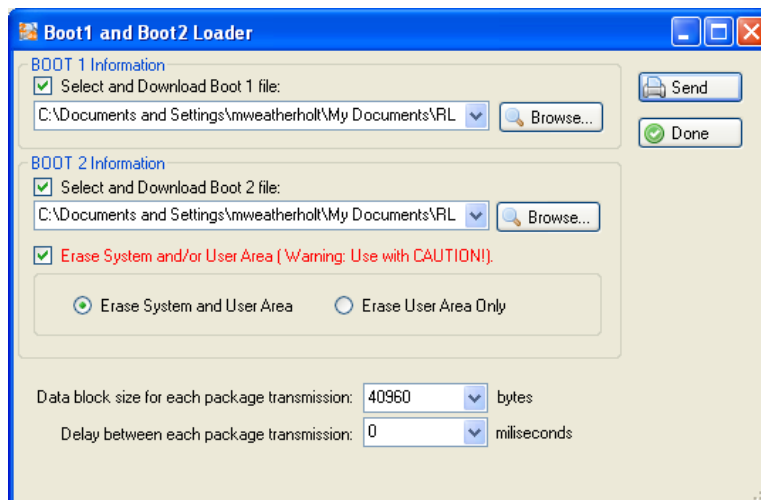 Boot1 and Boot2 Loader
BOOT 1 Information
Select and Download Boot 1 file:
C:\Documents and Settings\mweatherholt\My Documents\RL
Browse...
Send
Done
BOOT 2 Information
Select and Download Boot 2 file:
C:\Documents and Settings\mweatherholt\My Documents\RL
Browse...
Erase System and/or User Area ( Warning: Use with CAUTION!).
Erase System and User Area
Erase User Area Only
Data block size for each package transmission: 40960 bytes
Delay between each package transmission: 0 miliseconds